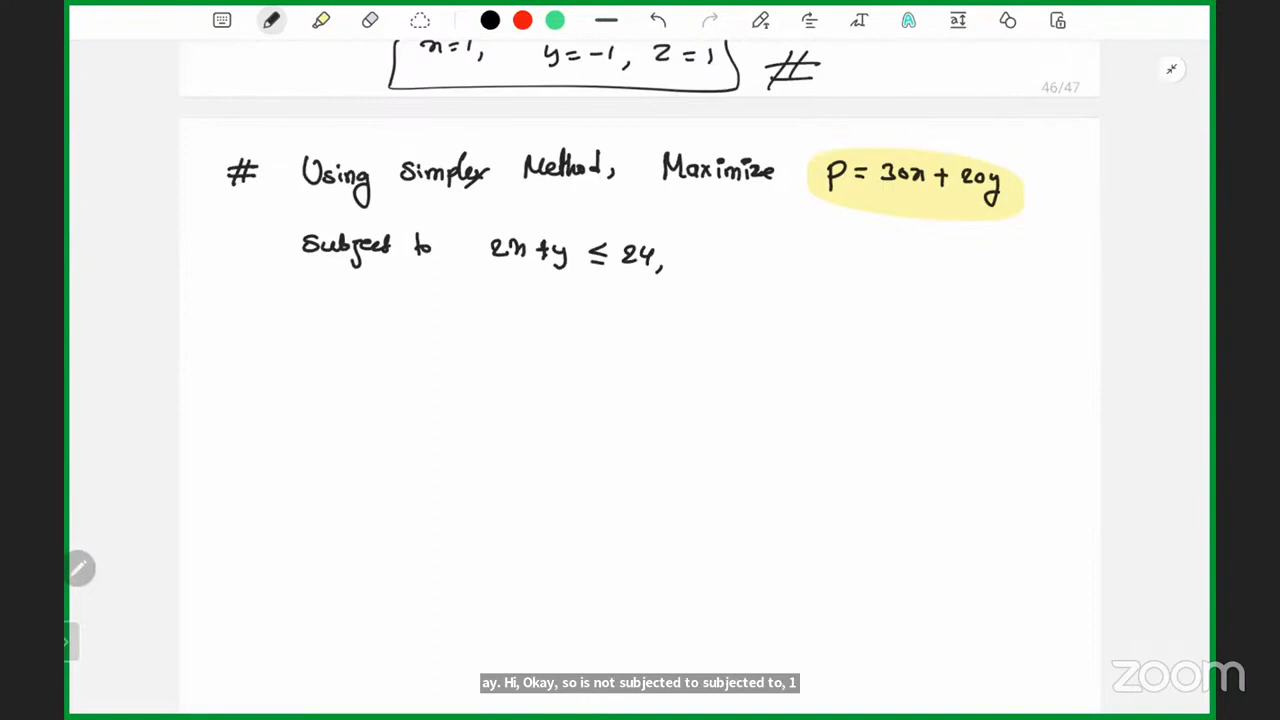 x=1, y=-1, z=1 #
46/47
# Using Simplex Method, Maximize P = 30x + 20y
Subject to 2x + y ≤ 24,
ay. Hi, Okay, so is not subjected to subjected to, 1
zoom